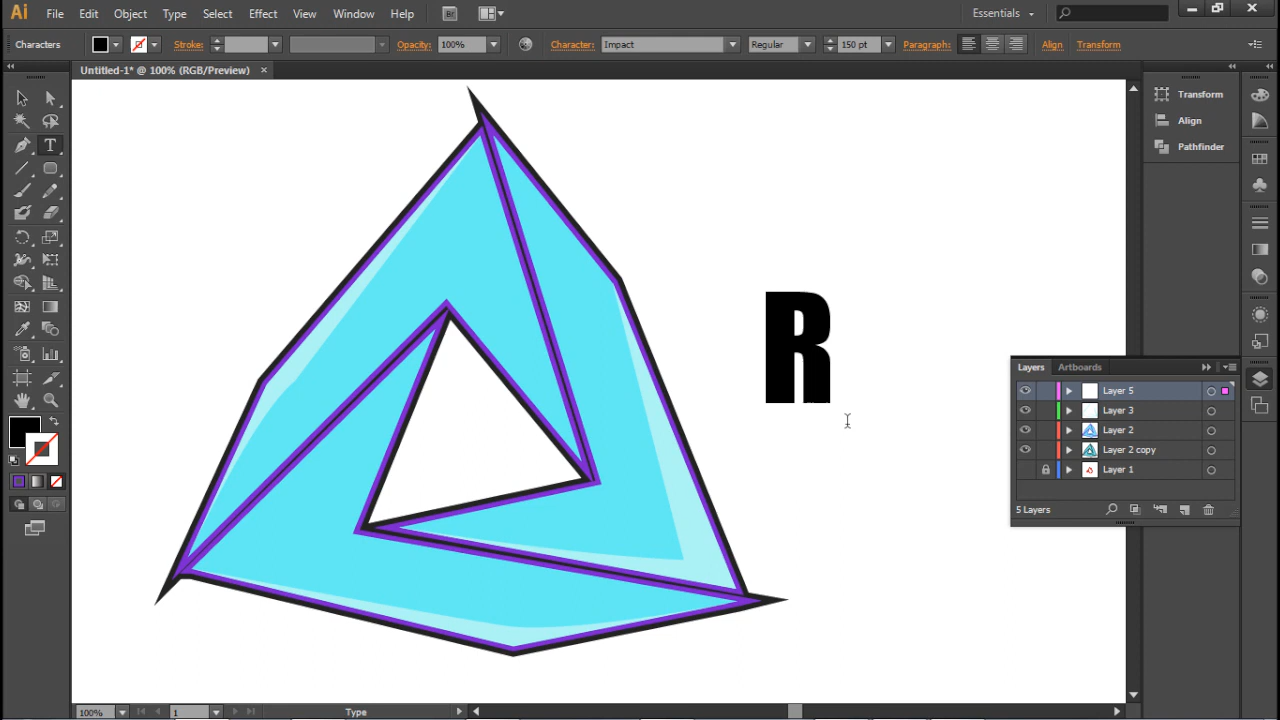 Ai File Edit Object Type Select Effect View Window Help Br Essentials
Characters Stroke: Opacity: 100% Character: Impact Regular 150 pt Paragraph: Align Transform
Untitled-1* @ 100% (RGB/Preview) ×
Transform
Align
Pathfinder
T
R
Layers Artboards
Layer 5
Layer 3
Layer 2
Layer 2 copy
Layer 1
5 Layers
100% 1 Type